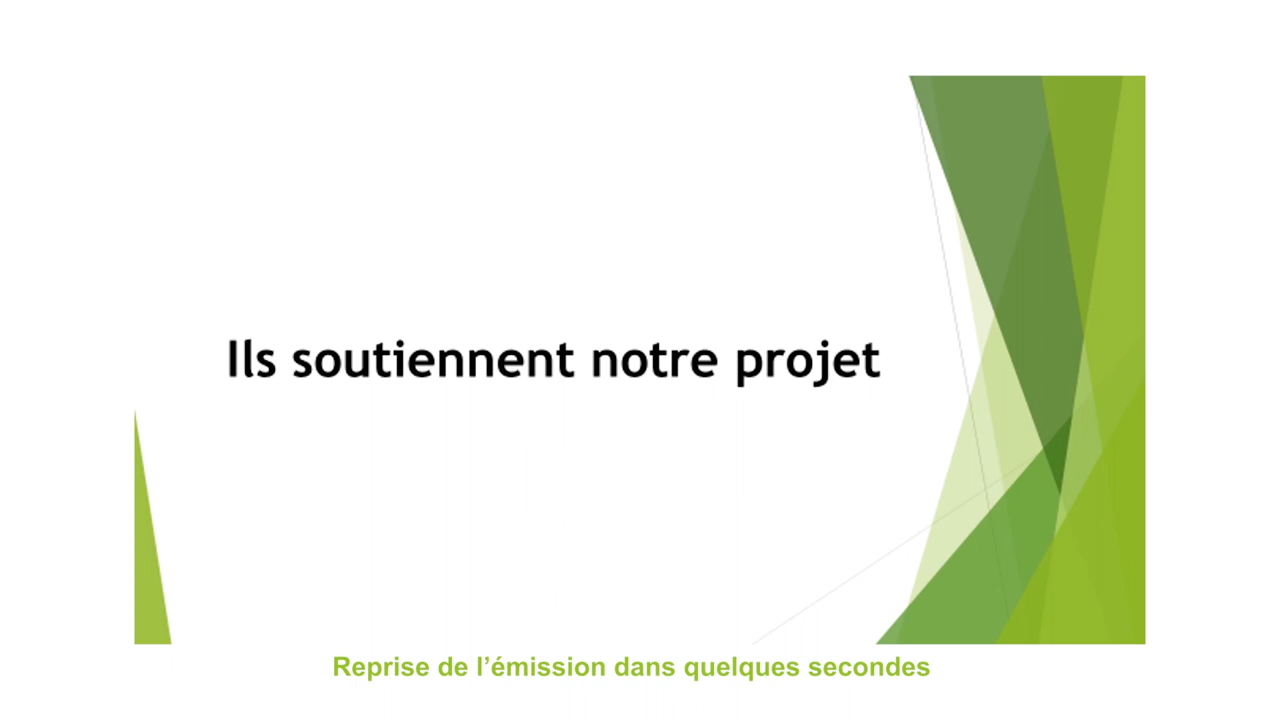 Ils soutiennent notre projet
Reprise de l’émission dans quelques secondes